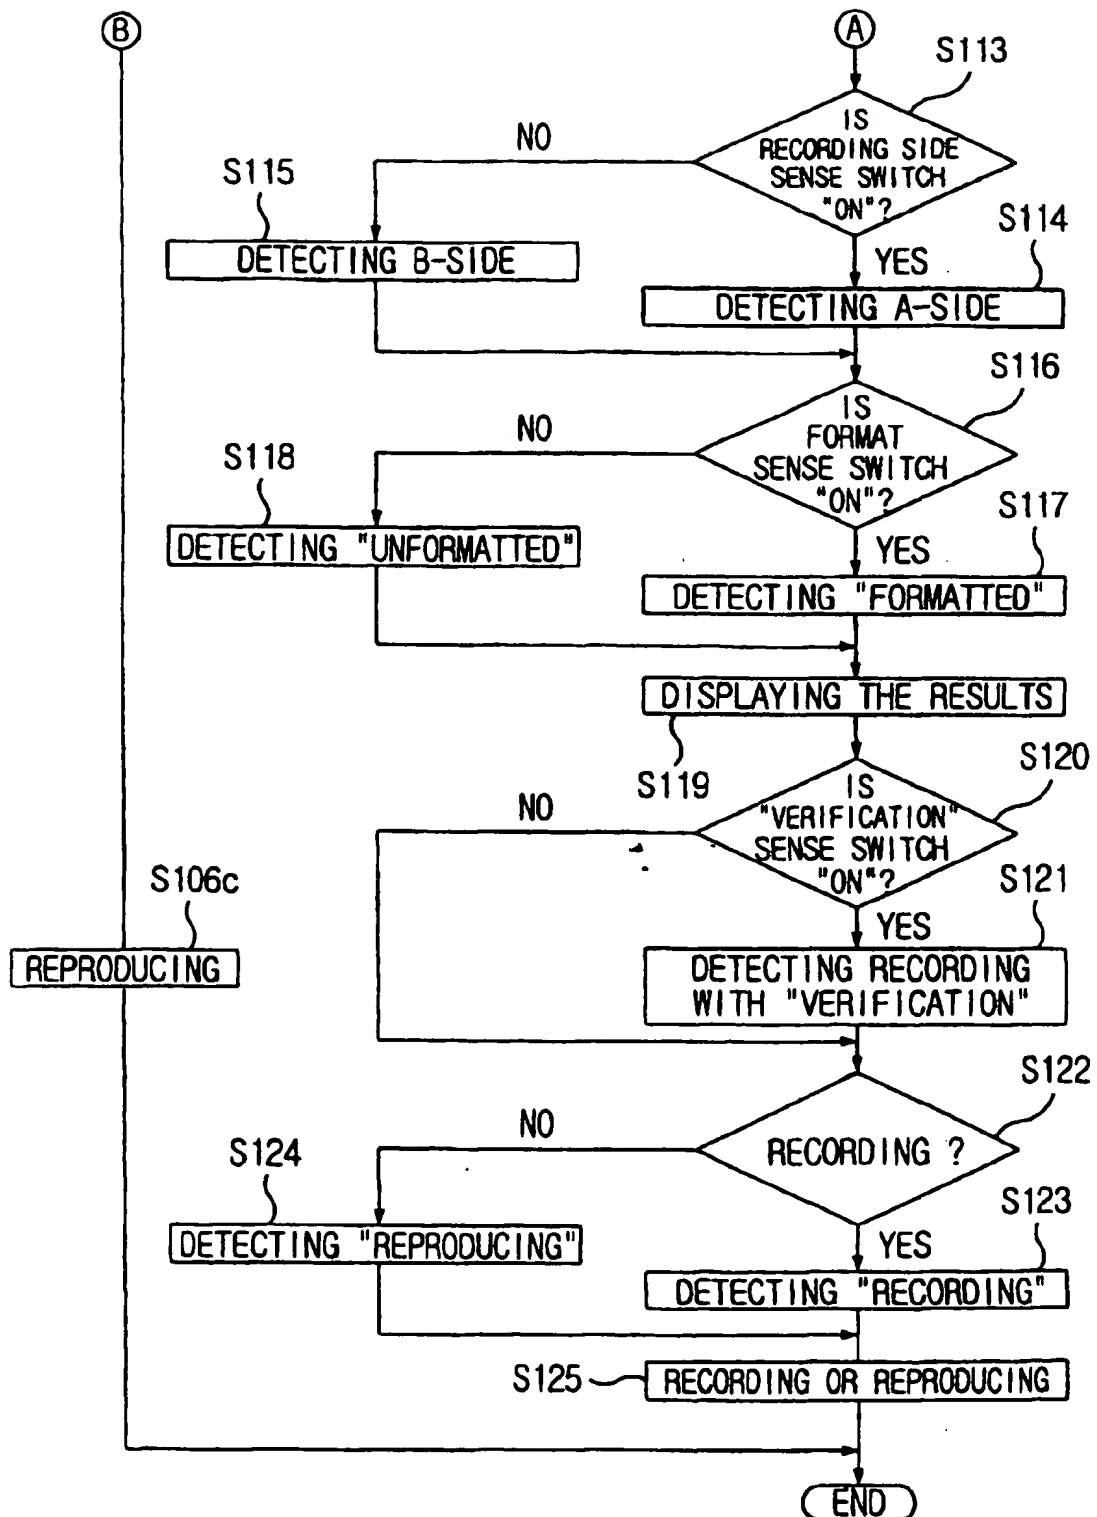 B
A
S113
IS
RECORDING SIDE
SENSE SWITCH
"ON"?
NO
S115
DETECTING B-SIDE
YES
S114
DETECTING A-SIDE
S116
IS
FORMAT
SENSE SWITCH
"ON"?
NO
S118
DETECTING "UNFORMATTED"
YES
S117
DETECTING "FORMATTED"
DISPLAYING THE RESULTS
S119
S120
IS
"VERIFICATION"
SENSE SWITCH
"ON"?
NO
S106c
REPRODUCING
YES
S121
DETECTING RECORDING
WITH "VERIFICATION"
S122
RECORDING ?
NO
S124
DETECTING "REPRODUCING"
YES
S123
DETECTING "RECORDING"
S125
RECORDING OR REPRODUCING
END